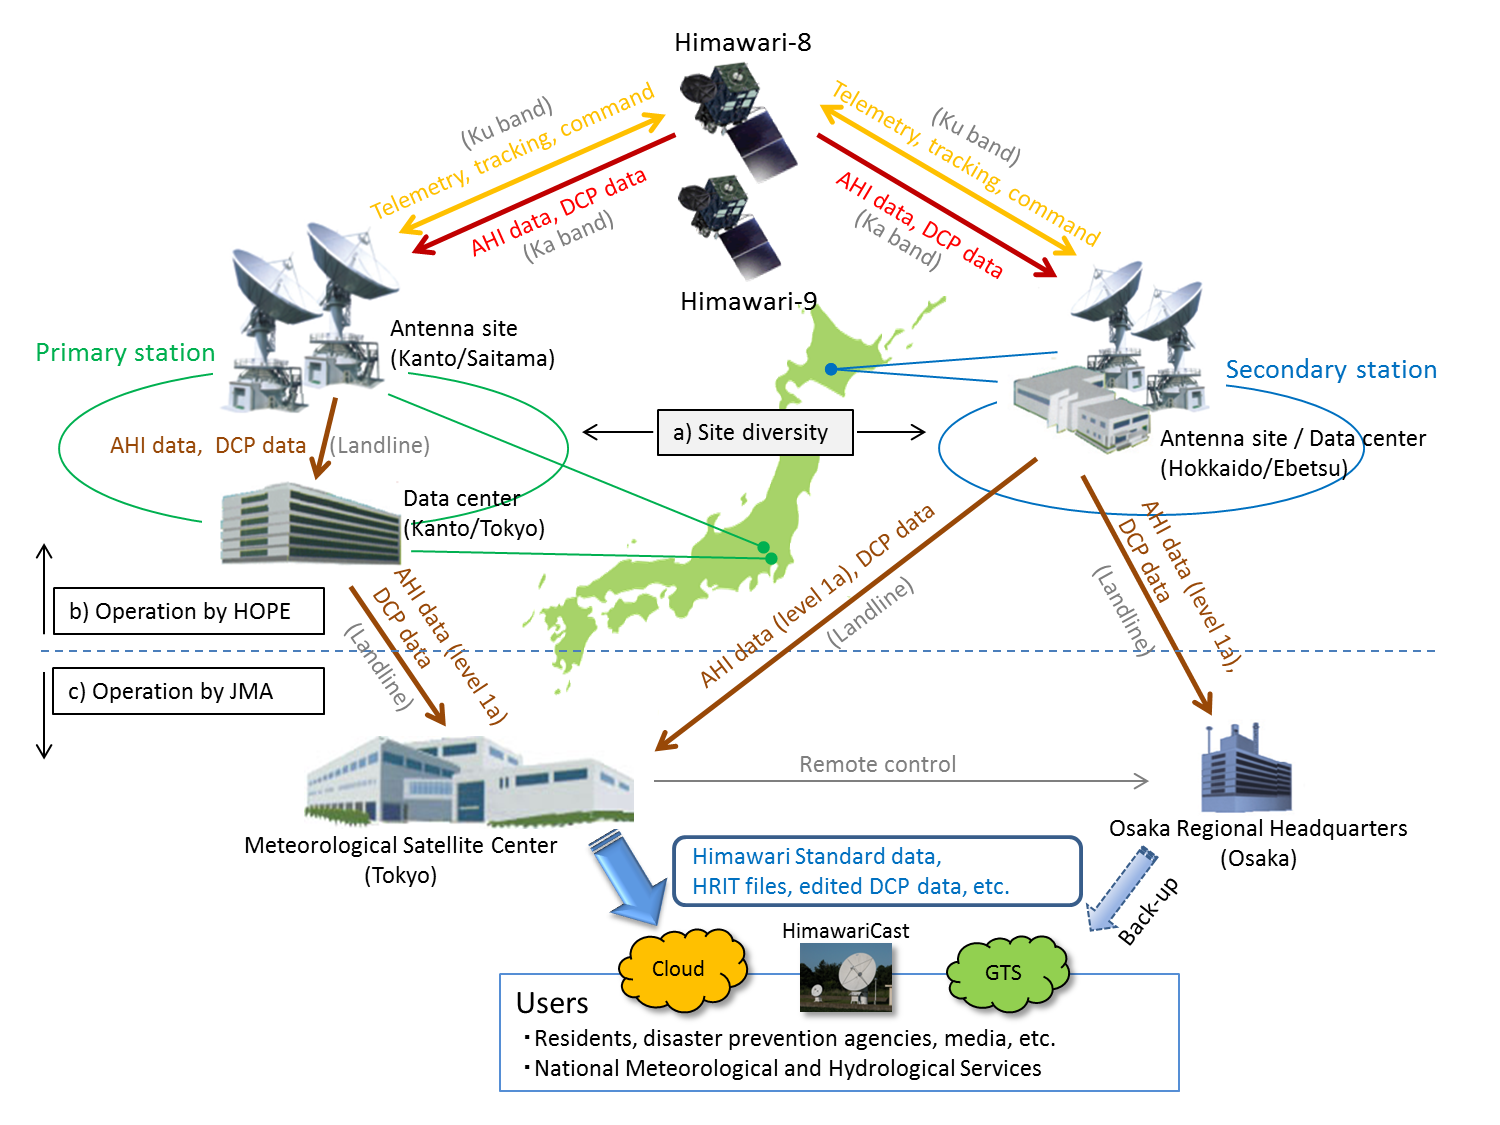 Himawari-8
(Ku band)
Telemetry, tracking, command
AHI data, DCP data
(Ka band)
Telemetry, tracking, command
(Ku band)
AHI data, DCP data
(Ka band)
Himawari-9
Primary station
Antenna site
(Kanto/Saitama)
Secondary station
a) Site diversity
AHI data, DCP data
(Landline)
Antenna site / Data center
(Hokkaido/Ebetsu)
Data center
(Kanto/Tokyo)
b) Operation by HOPE
c) Operation by JMA
AHI data (level 1a)
DCP data
(Landline)
AHI data (level 1a), DCP data
(Landline)
AHI data (level 1a),
DCP data
(Landline)
Remote control
Meteorological Satellite Center
(Tokyo)
Osaka Regional Headquarters
(Osaka)
Himawari Standard data,
HRIT files, edited DCP data, etc.
Back-up
HimawariCast
Cloud
GTS
Users
・Residents, disaster prevention agencies, media, etc.
・National Meteorological and Hydrological Services